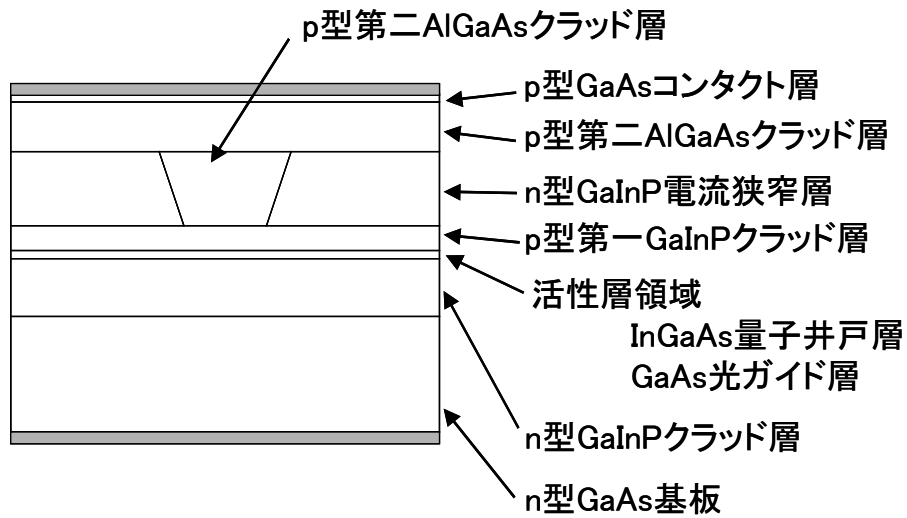 p型第二AlGaAsクラッド層
p型GaAsコンタクト層
p型第二AlGaAsクラッド層
n型GaInP電流狭窄層
p型第一GaInPクラッド層
活性層領域
InGaAs量子井戸層
GaAs光ガイド層
n型GaInPクラッド層
n型GaAs基板